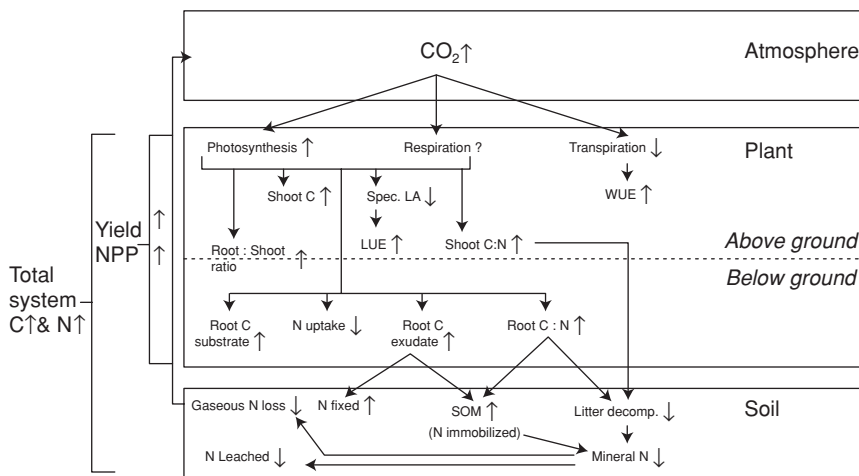 CO₂↑
Atmosphere
Photosynthesis ↑
Respiration ?
Transpiration ↓
Plant
Shoot C ↑
Spec. LA ↓
WUE ↑
Yield ↑
NPP ↑
Root : Shoot
ratio ↑
LUE ↑
Shoot C:N ↑
Above ground
Below ground
Total
system
C↑& N↑
Root C
substrate ↑
N uptake ↓
Root C
exudate ↑
Root C : N ↑
Gaseous N loss ↓
N fixed ↑
SOM ↑
(N immobilized)
Litter decomp. ↓
Soil
N Leached ↓
Mineral N ↓